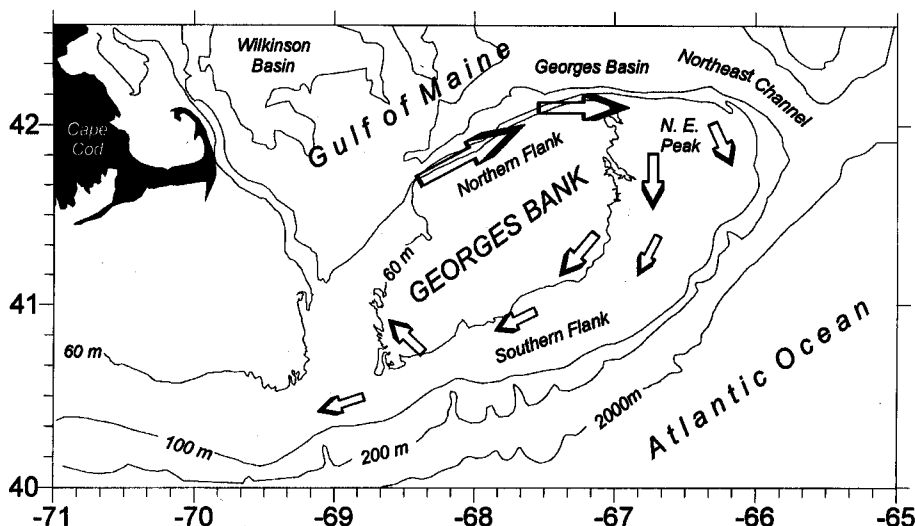 Wilkinson
Basin
Gulf of Maine
Georges Basin
Northeast Channel
42
Cape
Cod
N. E.
Peak
Northern Flank
GEORGES BANK
60 m
41
Southern Flank
60 m
Atlantic Ocean
2000m
100 m
200 m
40
-71
-70
-69
-68
-67
-66
-65